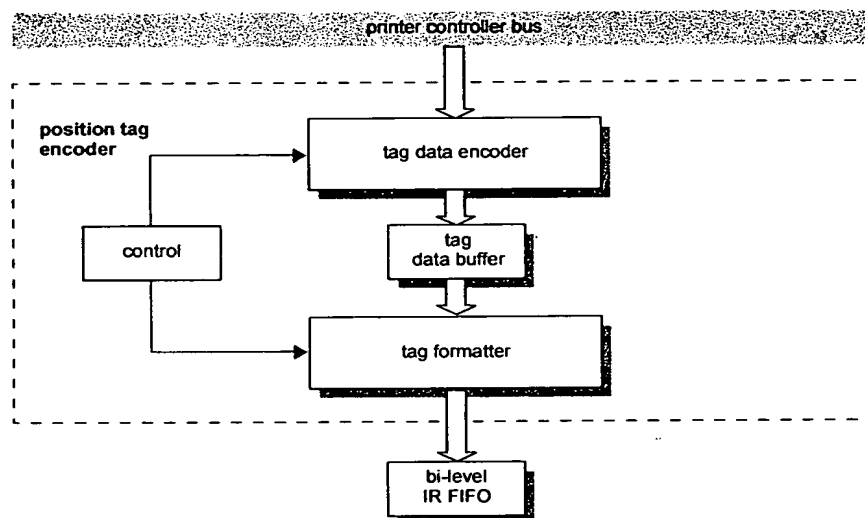 printer controller bus
position tag
encoder
tag data encoder
control
tag
data buffer
tag formatter
bi-level
IR FIFO